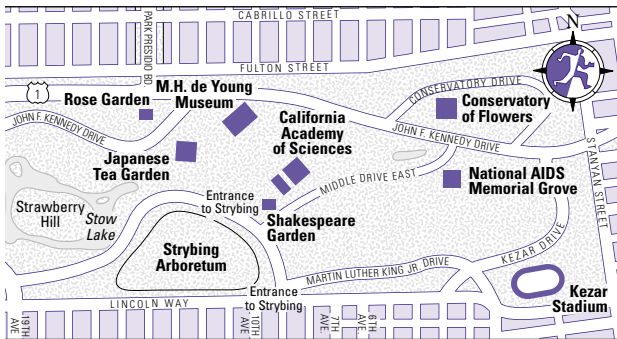 CABRILLO STREET
PARK PRESIDIO BD.
FULTON STREET
N
1
Rose Garden
M.H. de Young
Museum
CONSERVATORY DRIVE
Conservatory
of Flowers
California
Academy
of Sciences
JOHN F. KENNEDY DRIVE
JOHN F. KENNEDY DRIVE
STANYAN STREET
Japanese
Tea Garden
MIDDLE DRIVE EAST
National AIDS
Memorial Grove
Strawberry
Hill
Stow
Lake
Entrance
to Strybing
Shakespeare
Garden
Strybing
Arboretum
KEZAR DRIVE
MARTIN LUTHER KING JR. DRIVE
Kezar
Stadium
LINCOLN WAY
Entrance
to Strybing
19TH
AVE.
10TH
AVE.
7TH
AVE.
6TH
AVE.